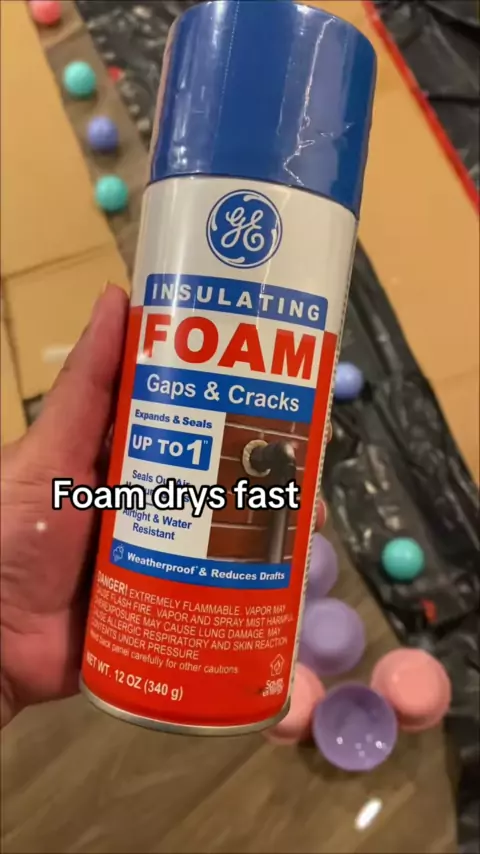 GE
INSULATING
FOAM
Gaps & Cracks
Expands & Seals
UP TO 1"
Seals Out Air
Foam drys fast
Airtight & Water
Resistant
Weatherproof* & Reduces Drafts
DANGER! EXTREMELY FLAMMABLE. VAPOR MAY
CAUSE FLASH FIRE. VAPOR AND SPRAY MIST HARMFUL.
OVEREXPOSURE MAY CAUSE LUNG DAMAGE. MAY
CAUSE ALLERGIC RESPIRATORY AND SKIN REACTION.
CONTENTS UNDER PRESSURE.
Read back panel carefully for other cautions
NET WT. 12 OZ (340 g)